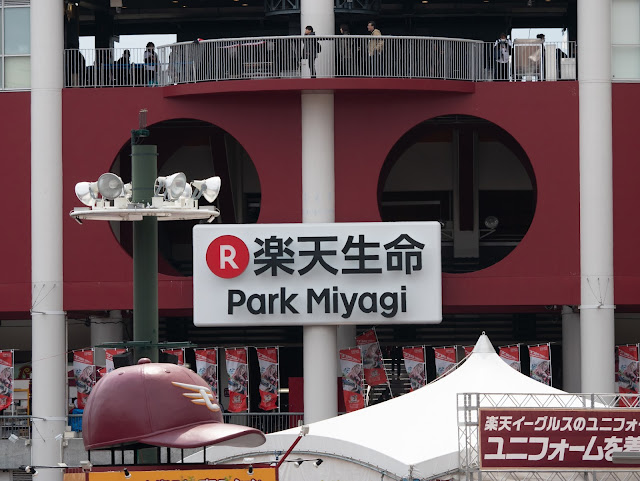 R 楽天生命
Park Miyagi
楽天イーグルスのユニフォ
ユニフォームを